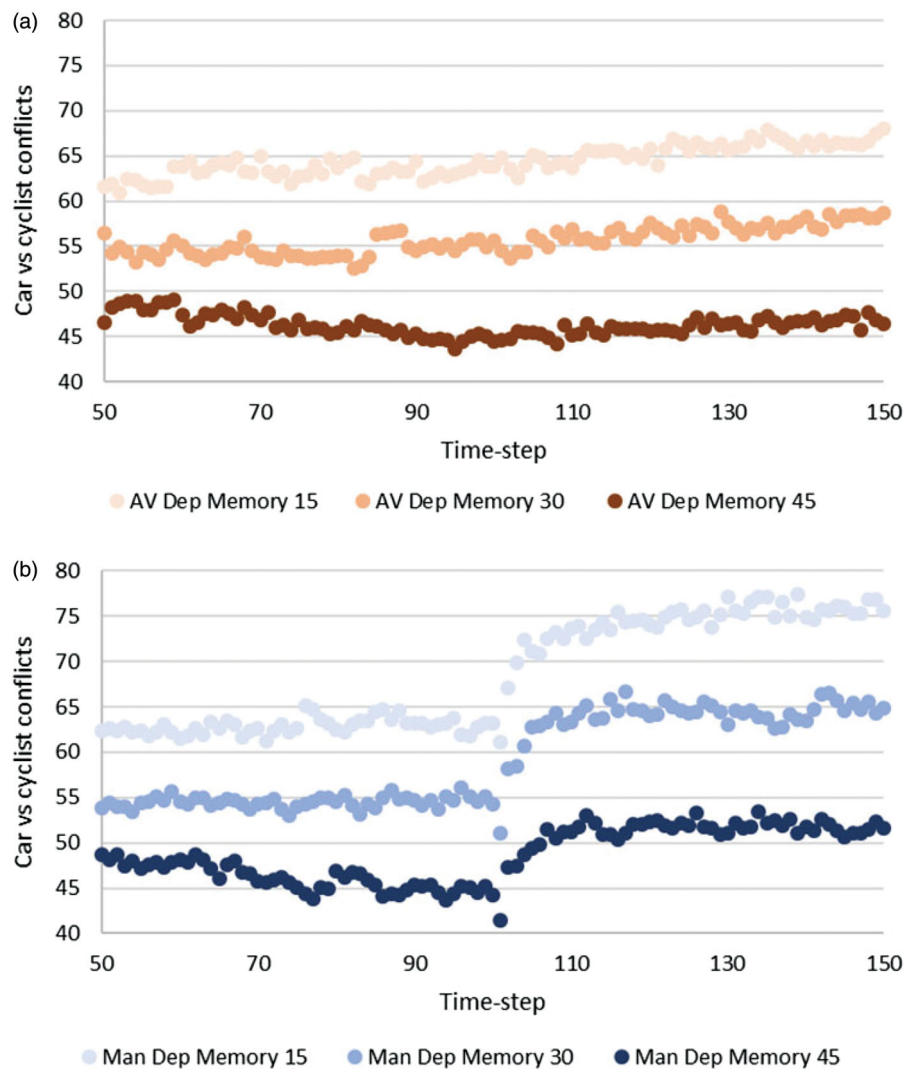 (a)
80
75
70
65
60
55
50
45
40
Car vs cyclist conflicts
50 70 90 110 130 150
Time-step
AV Dep Memory 15 AV Dep Memory 30 AV Dep Memory 45
(b)
80
75
70
65
60
55
50
45
40
Car vs cyclist conflicts
50 70 90 110 130 150
Time-step
Man Dep Memory 15 Man Dep Memory 30 Man Dep Memory 45